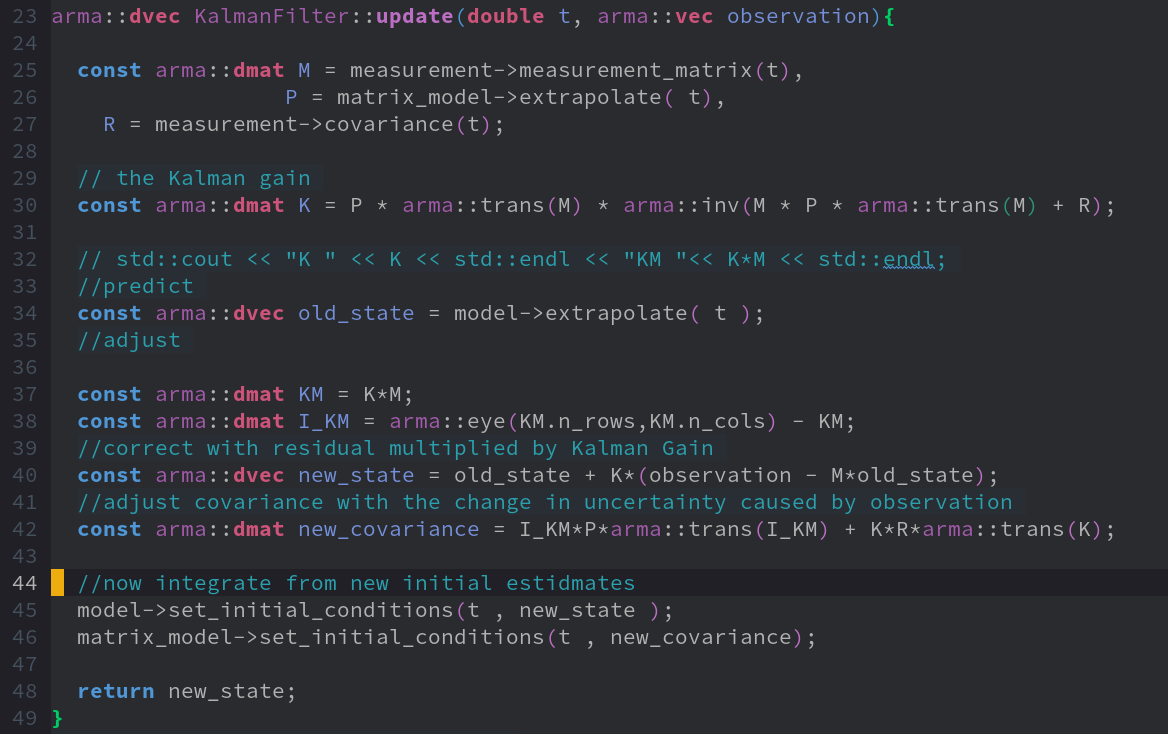 23 arma::dvec KalmanFilter::update(double t, arma::vec observation){
24
25   const arma::dmat M = measurement->measurement_matrix(t),
26                   P = matrix_model->extrapolate( t),
27     R = measurement->covariance(t);
28
29   // the Kalman gain
30   const arma::dmat K = P * arma::trans(M) * arma::inv(M * P * arma::trans(M) + R);
31
32   // std::cout << "K " << K << std::endl << "KM "<< K*M << std::endl;
33   //predict
34   const arma::dvec old_state = model->extrapolate( t );
35   //adjust
36
37   const arma::dmat KM = K*M;
38   const arma::dmat I_KM = arma::eye(KM.n_rows,KM.n_cols) - KM;
39   //correct with residual multiplied by Kalman Gain
40   const arma::dvec new_state = old_state + K*(observation - M*old_state);
41   //adjust covariance with the change in uncertainty caused by observation
42   const arma::dmat new_covariance = I_KM*P*arma::trans(I_KM) + K*R*arma::trans(K);
43
44   //now integrate from new initial estidmates
45   model->set_initial_conditions(t , new_state );
46   matrix_model->set_initial_conditions(t , new_covariance);
47
48   return new_state;
49 }